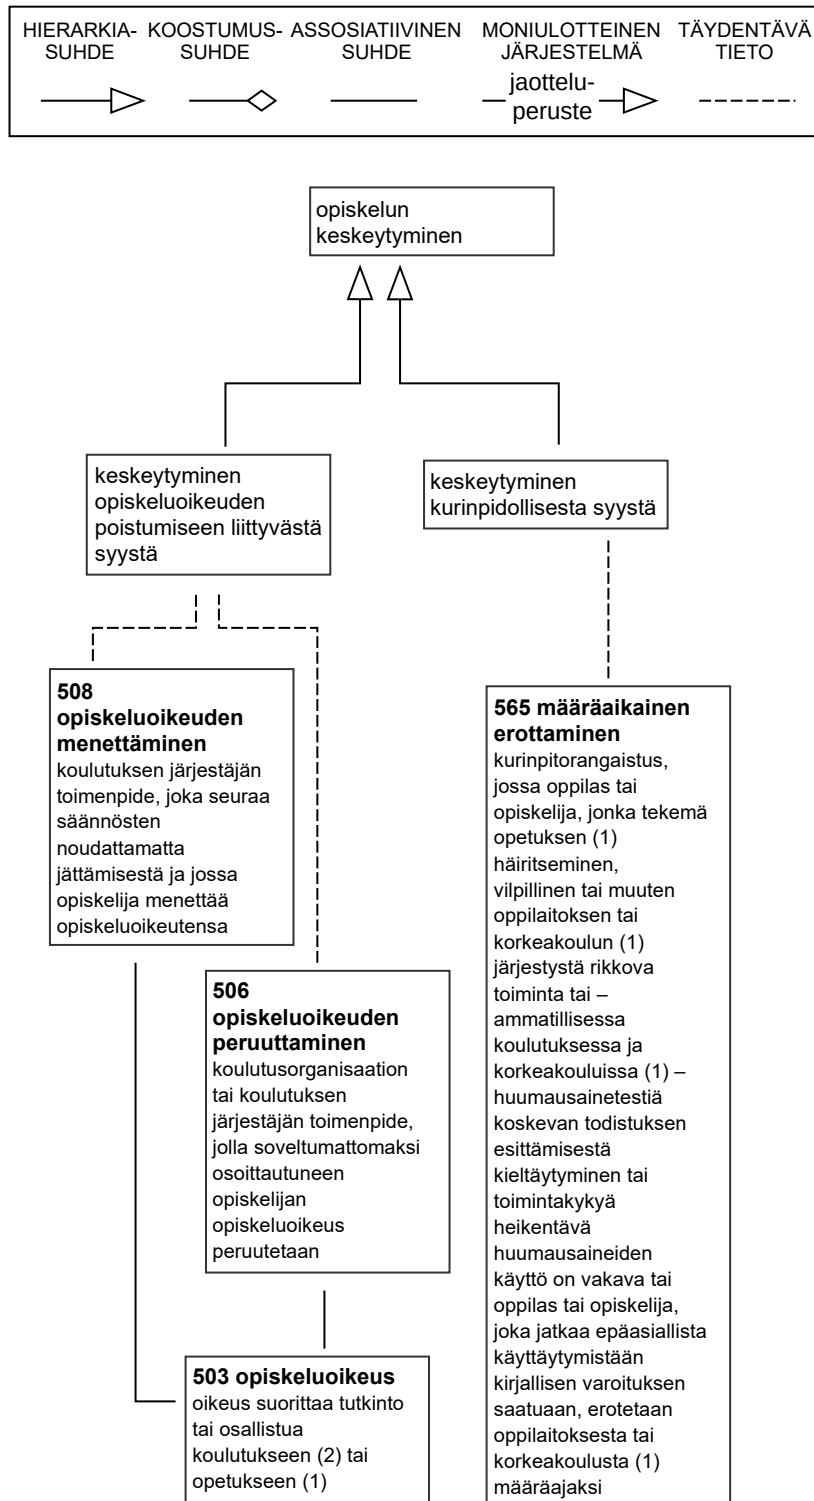 HIERARKIA-
SUHDE
KOOSTUMUS-
SUHDE
ASSOSIATIIVINEN
SUHDE
MONIULOTTEINEN
JÄRJESTELMÄ
TÄYDENTÄVÄ
TIETO
jaottelu-
peruste
opiskelun
keskeytyminen
keskeytyminen
opiskeluoikeuden
poistumiseen liittyvästä
syystä
keskeytyminen
kurinpidollisesta syystä
508
opiskeluoikeuden
menettäminen
koulutuksen järjestäjän
toimenpide, joka seuraa
säännösten
noudattamatta
jättämisestä ja jossa
opiskelija menettää
opiskeluoikeutensa
506
opiskeluoikeuden
peruuttaminen
koulutusorganisaation
tai koulutuksen
järjestäjän toimenpide,
jolla soveltumattomaksi
osoittautuneen
opiskelijan
opiskeluoikeus
peruutetaan
503 opiskeluoikeus
oikeus suorittaa tutkinto
tai osallistua
koulutukseen (2) tai
opetukseen (1)
565 määräaikainen
erottaminen
kurinpitorangaistus,
jossa oppilas tai
opiskelija, jonka tekemä
opetuksen (1)
häiritseminen,
vilpillinen tai muuten
oppilaitoksen tai
korkeakoulun (1)
järjestystä rikkova
toiminta tai –
ammatillisessa
koulutuksessa ja
korkeakouluissa (1) –
huumausainetestiä
koskevan todistuksen
esittämisestä
kieltäytyminen tai
toimintakykyä
heikentävä
huumausaineiden
käyttö on vakava tai
oppilas tai opiskelija,
joka jatkaa epäasiallista
käyttäytymistään
kirjallisen varoituksen
saatuaan, erotetaan
oppilaitoksesta tai
korkeakoulusta (1)
määräajaksi